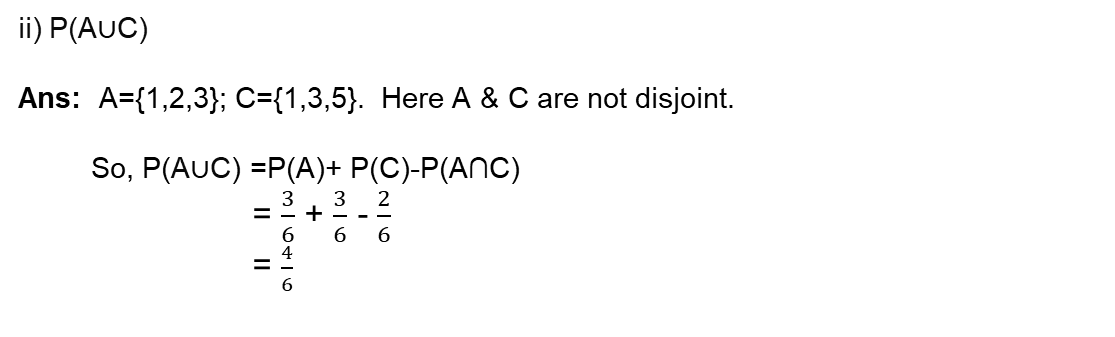 ii) P(A∪C)
Ans: A={1,2,3}; C={1,3,5}. Here A & C are not disjoint.
So, P(A∪C) =P(A)+ P(C)-P(A∩C)
= 3/6 + 3/6 - 2/6
= 4/6